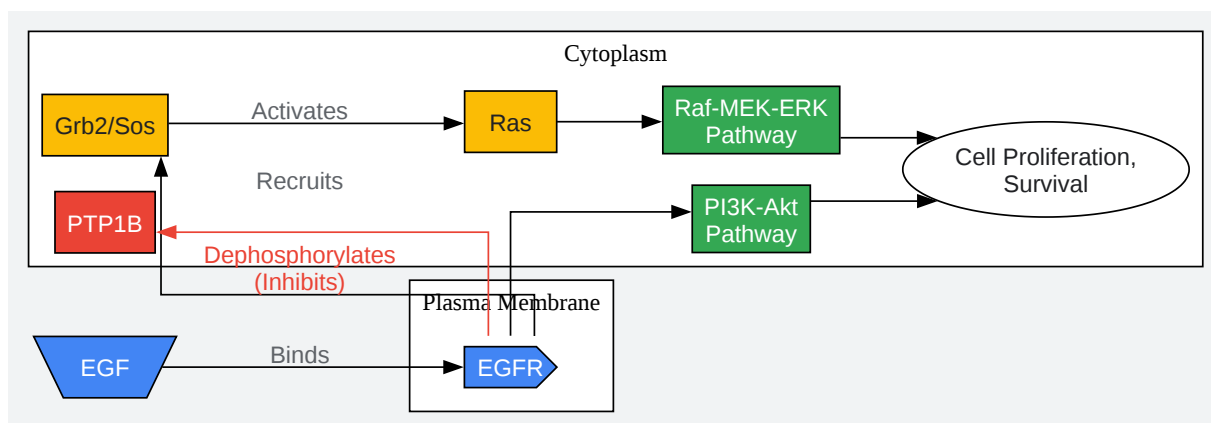 Cytoplasm
Grb2/Sos
Activates
Ras
Raf-MEK-ERK
Pathway
Cell Proliferation,
Survival
Recruits
PTP1B
PI3K-Akt
Pathway
Dephosphorylates
(Inhibits)
Plasma Membrane
EGF
Binds
EGFR